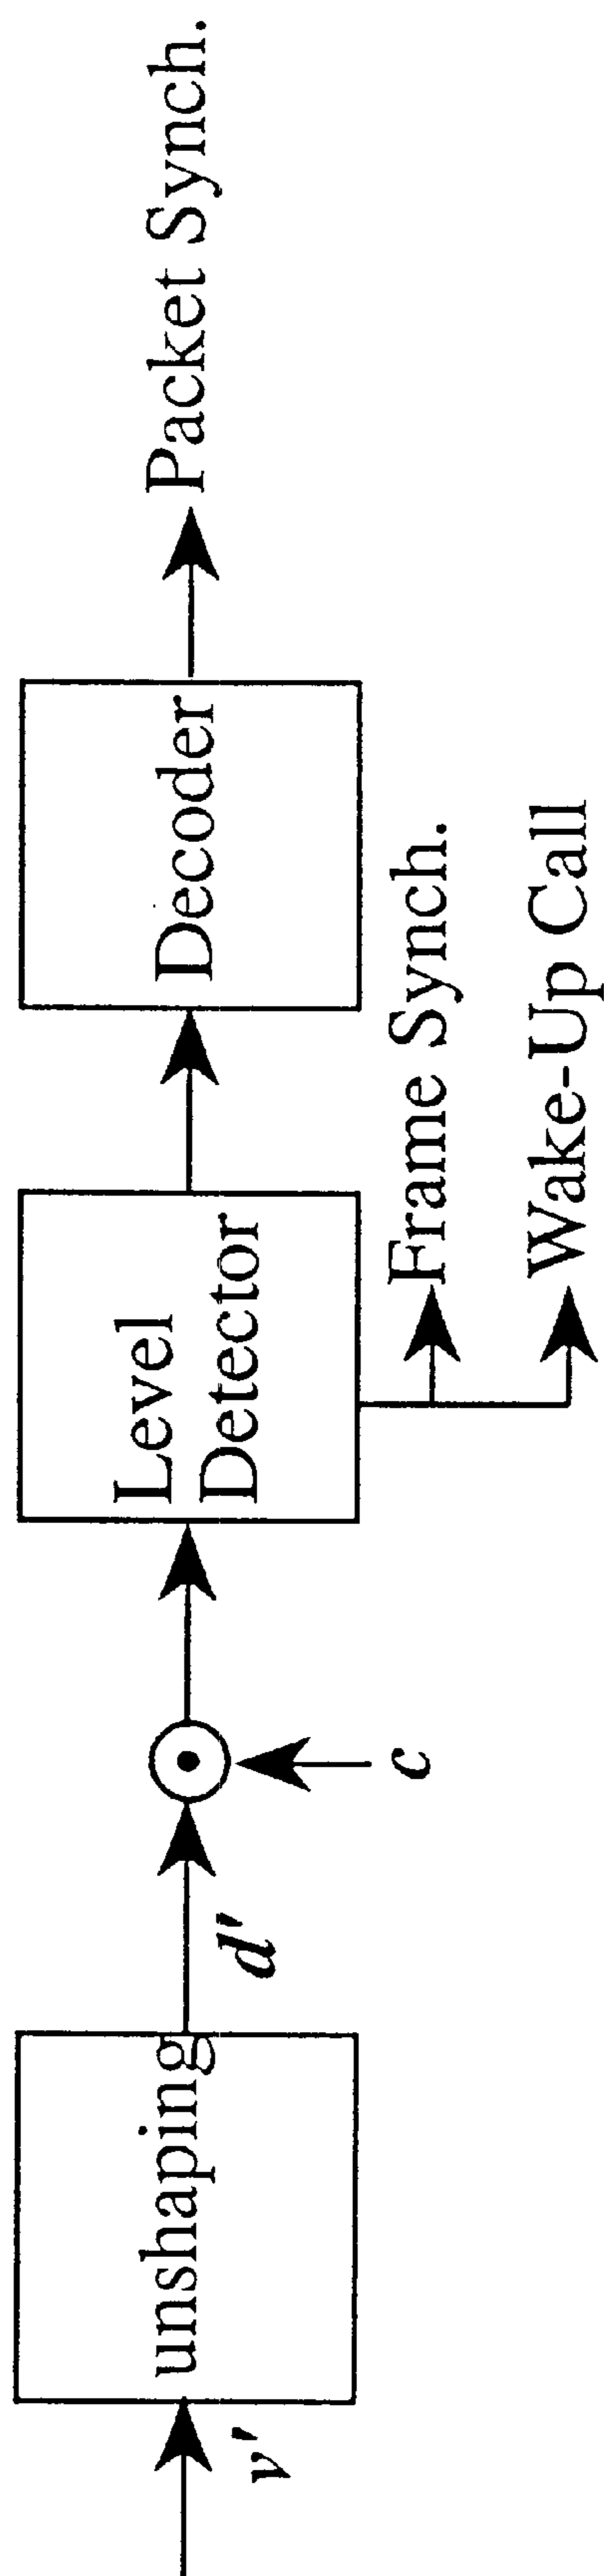 v'
unshaping
d'
c
Level
Detector
Frame Synch.
Wake-Up Call
Decoder
Packet Synch.